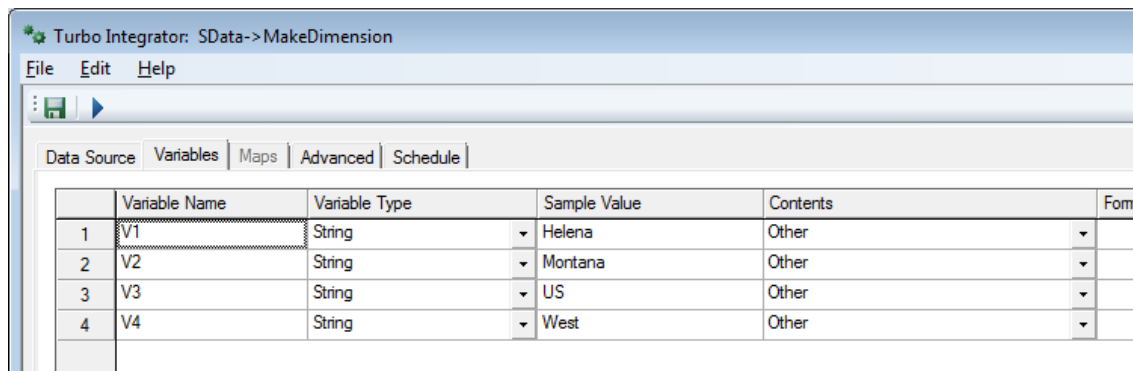 Turbo Integrator: SData->MakeDimension
File Edit Help
Data Source Variables Maps Advanced Schedule
Variable Name Variable Type Sample Value Contents
1 V1 String Helena Other
2 V2 String Montana Other
3 V3 String US Other
4 V4 String West Other